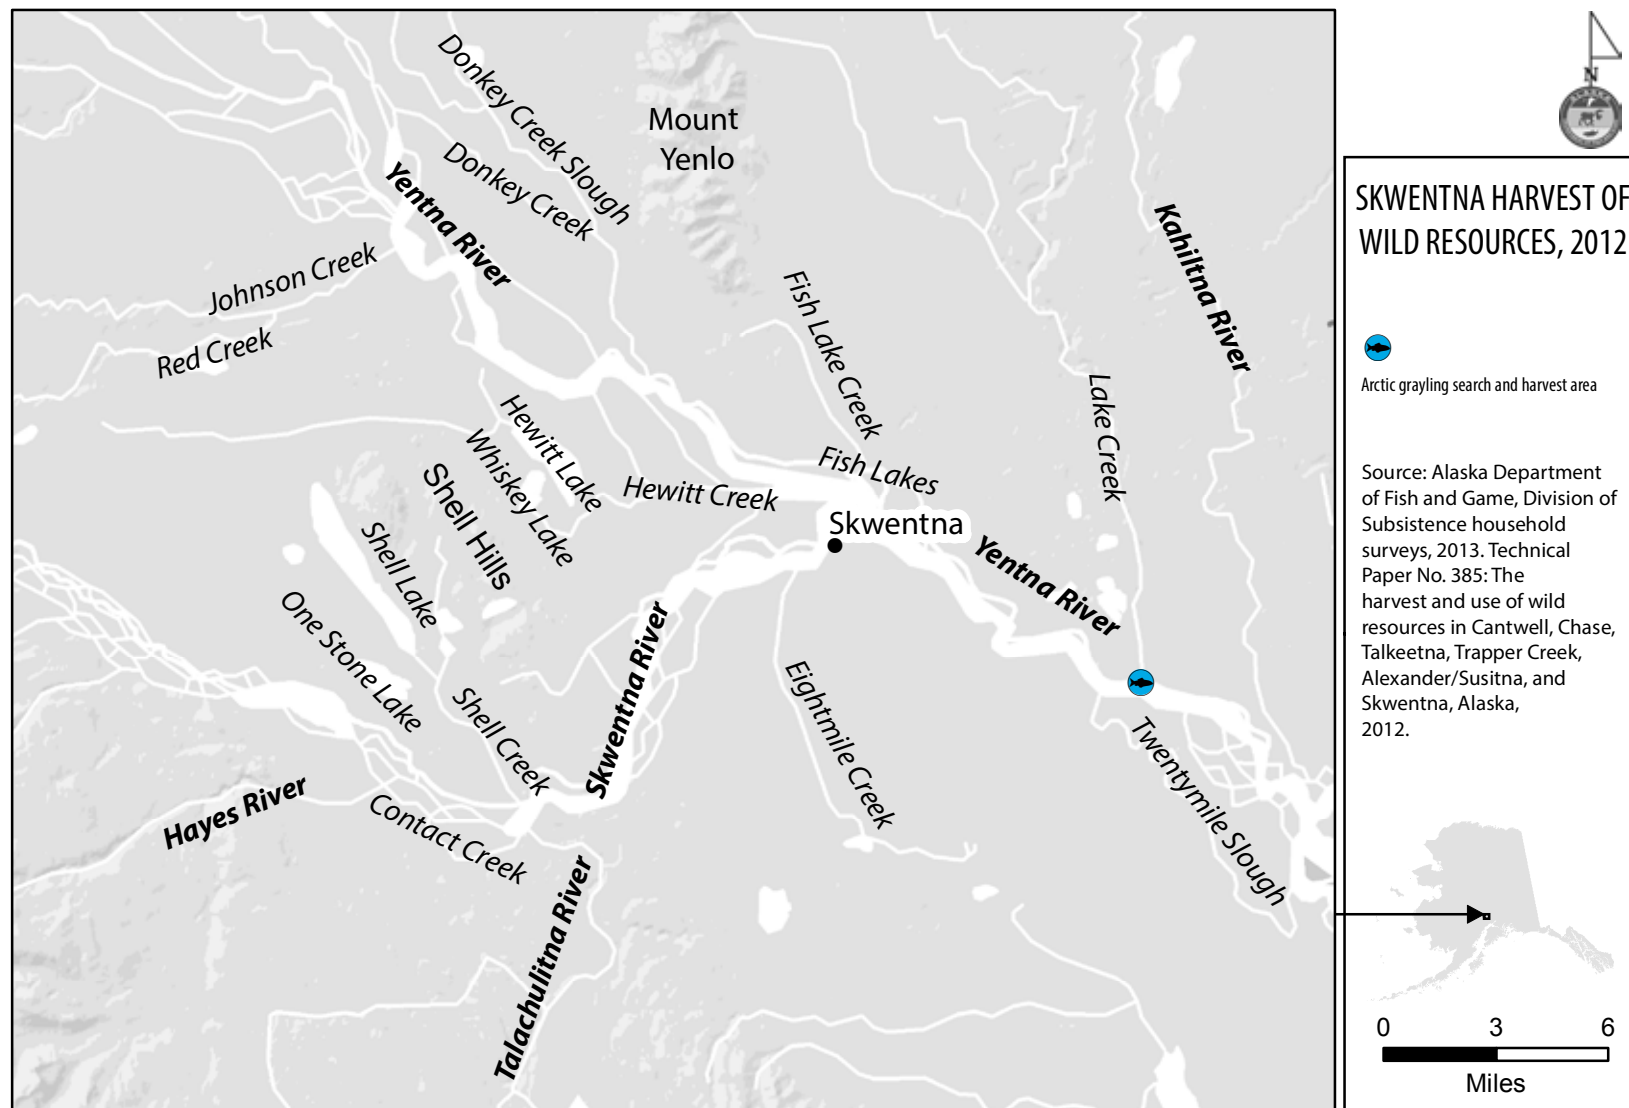 Donkey Creek Slough
Mount
Yenlo
Donkey Creek
Yentna River
Kahiltna River
Johnson Creek
Red Creek
Fish Lake Creek
Lake Creek
Hewitt Lake
Whiskey Lake
Shell Hills
Hewitt Creek
Fish Lakes
Skwentna
Shell Lake
Yentna River
One Stone Lake
Skwentna River
Shell Creek
Eightmile Creek
Twentymile Slough
Hayes River
Contact Creek
Talachulitna River
N
ALASKA
SKWENTNA HARVEST OF
WILD RESOURCES, 2012
Arctic grayling search and harvest area
Source: Alaska Department
of Fish and Game, Division of
Subsistence household
surveys, 2013. Technical
Paper No. 385: The
harvest and use of wild
resources in Cantwell, Chase,
Talkeetna, Trapper Creek,
Alexander/Susitna, and
Skwentna, Alaska,
2012.
0 3 6
Miles